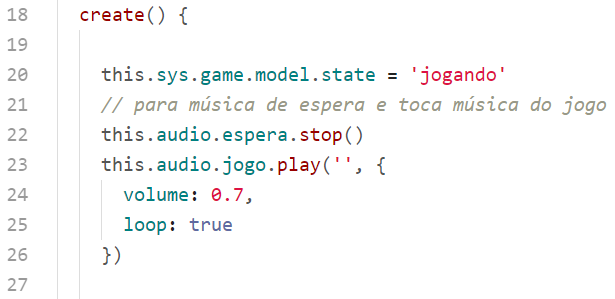 18 create() {
19
20 this.sys.game.model.state = 'jogando'
21 // para música de espera e toca música do jogo
22 this.audio.espera.stop()
23 this.audio.jogo.play('', {
24 volume: 0.7,
25 loop: true
26 })
27